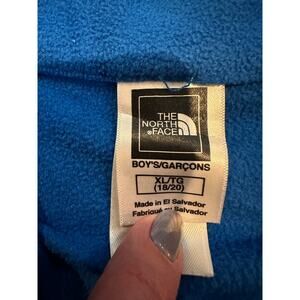 THE
NORTH
FACE
BOY'S/GARÇONS
XL/TG
(18/20)
Made in El Salvador
Fabriqué au Salvador